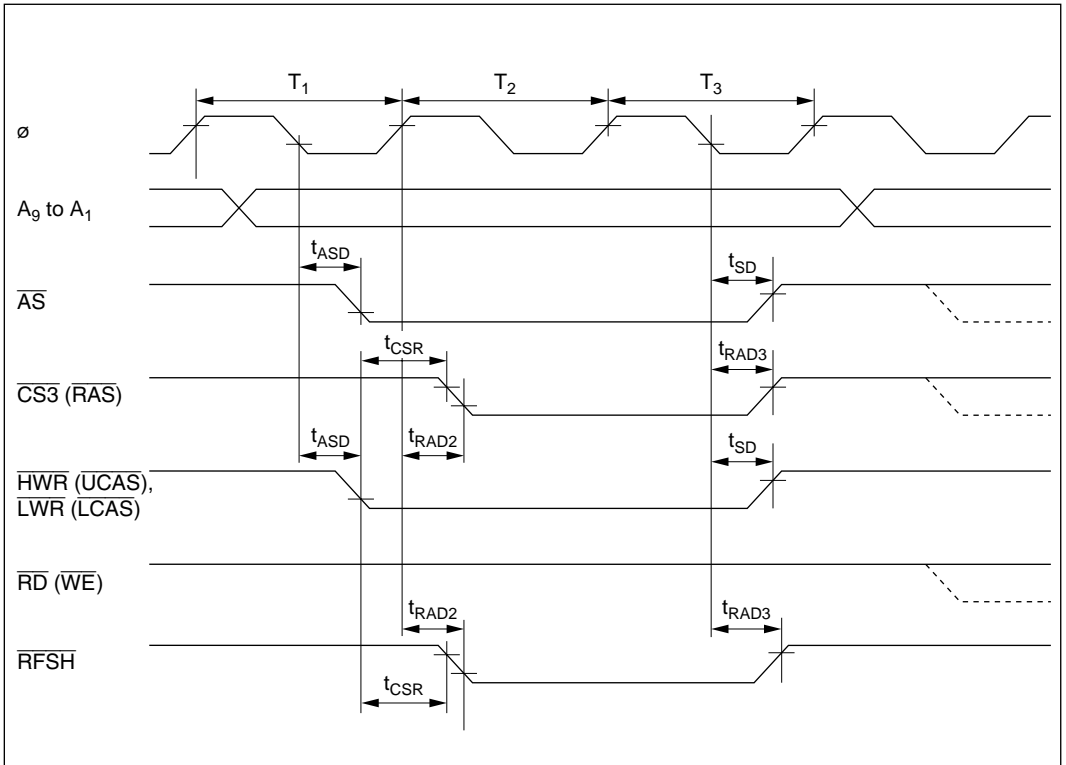 T1 T2 T3
ø
A9 to A1
tASD tSD
AS
tCSR tRAD3
CS3 (RAS)
tASD tRAD2 tSD
HWR (UCAS),
LWR (LCAS)
RD (WE)
tRAD2 tRAD3
RFSH
tCSR